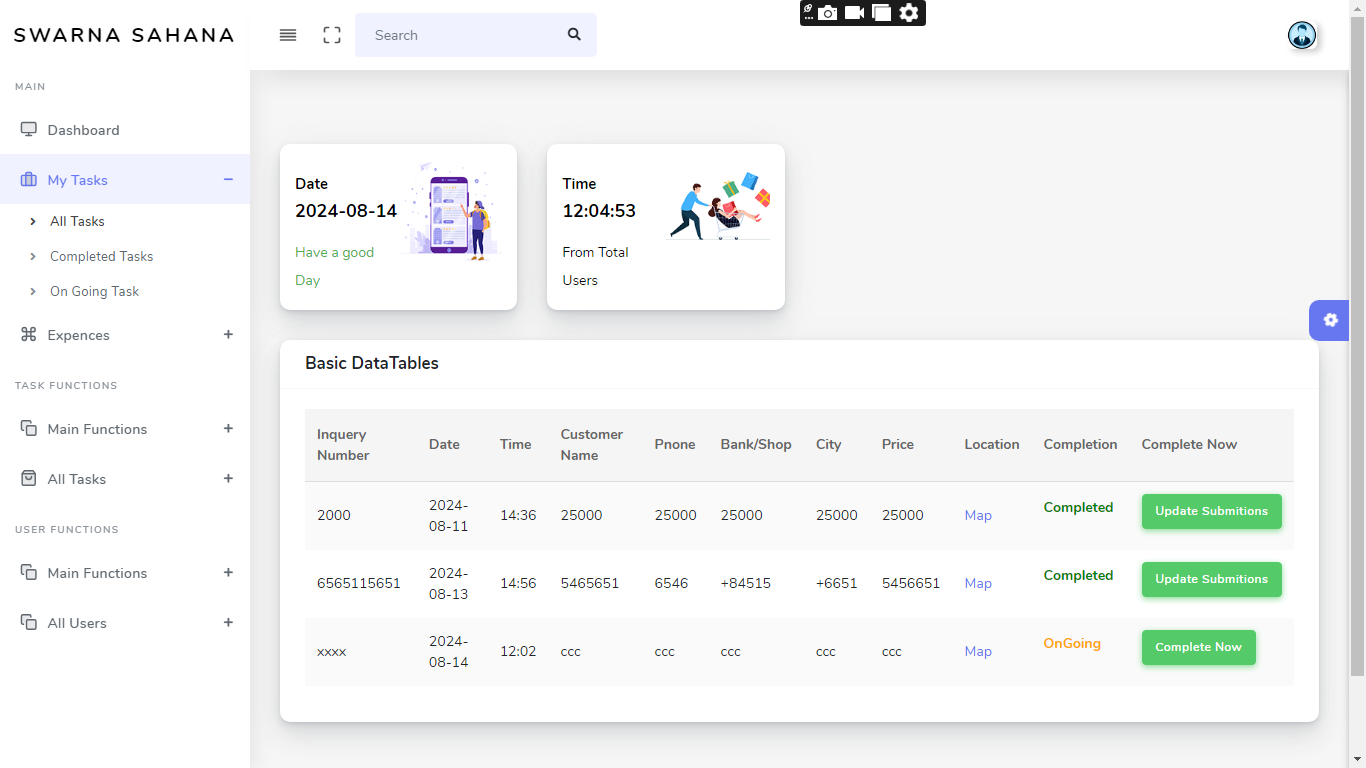 SWARNA SAHANA
Search
MAIN
Dashboard
My Tasks
All Tasks
Completed Tasks
On Going Task
Expences
TASK FUNCTIONS
Main Functions
All Tasks
USER FUNCTIONS
Main Functions
All Users
Date
2024-08-14
Have a good
Day
Time
12:04:53
From Total
Users
Basic DataTables
Inquery Number Date Time Customer Name Pnone Bank/Shop City Price Location Completion Complete Now
2000 2024-08-11 14:36 25000 25000 25000 25000 25000 Map Completed Update Submitions
6565115651 2024-08-13 14:56 5465651 6546 +84515 +6651 5456651 Map Completed Update Submitions
xxxx 2024-08-14 12:02 ccc ccc ccc ccc ccc Map OnGoing Complete Now